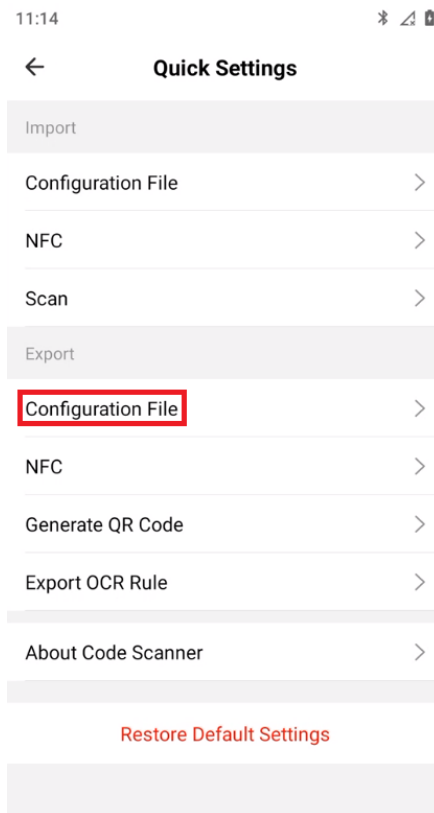 11:14
Quick Settings
Import
Configuration File
NFC
Scan
Export
Configuration File
NFC
Generate QR Code
Export OCR Rule
About Code Scanner
Restore Default Settings